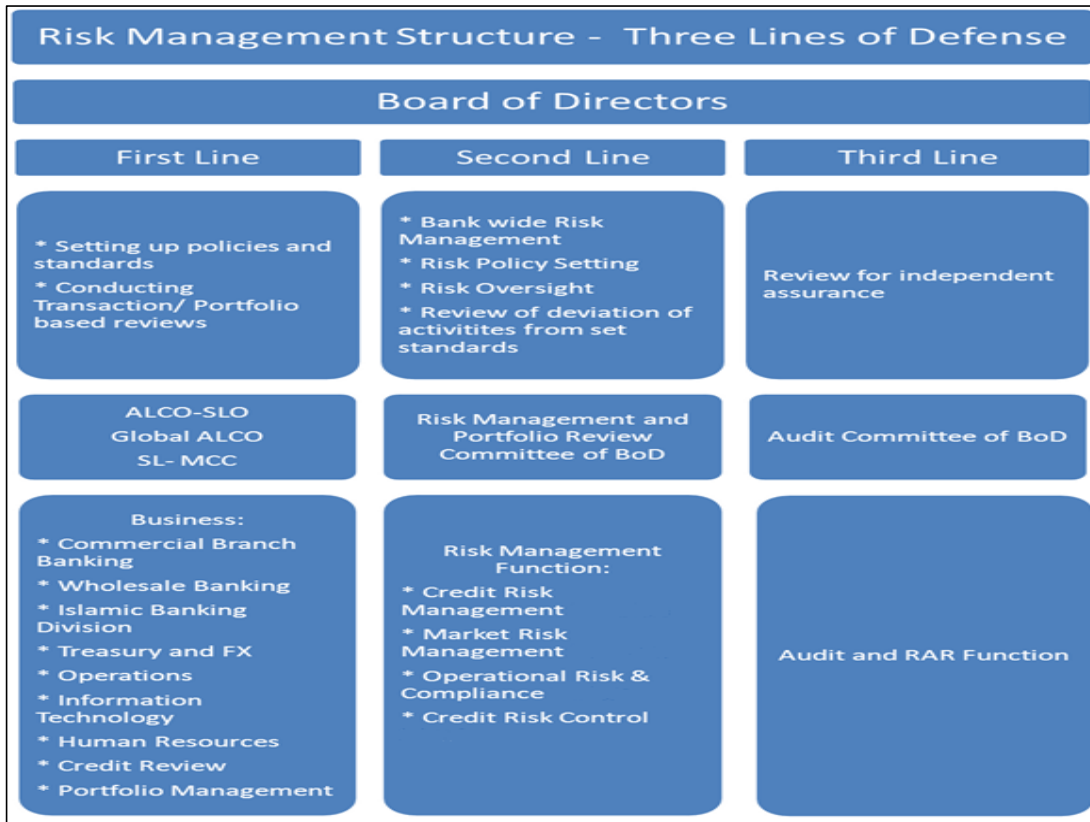 Risk Management Structure -  Three Lines of Defense
Board of Directors
First Line
* Setting up policies and
standards
* Conducting
Transaction/ Portfolio
based reviews
ALCO-SLO
Global ALCO
SL- MCC
Business:
* Commercial Branch
Banking
* Wholesale Banking
* Islamic Banking
Division
* Treasury and FX
* Operations
* Information
Technology
* Human Resources
* Credit Review
* Portfolio Management
Second Line
* Bank wide Risk
Management
* Risk Policy Setting
* Risk Oversight
* Review of deviation of
activitites from set
standards
Risk Management and
Portfolio Review
Committee of BoD
Risk Management
Function:
* Credit Risk
Management
* Market Risk
Management
* Operational Risk &
Compliance
* Credit Risk Control
Third Line
Review for independent
assurance
Audit Committee of BoD
Audit and RAR Function